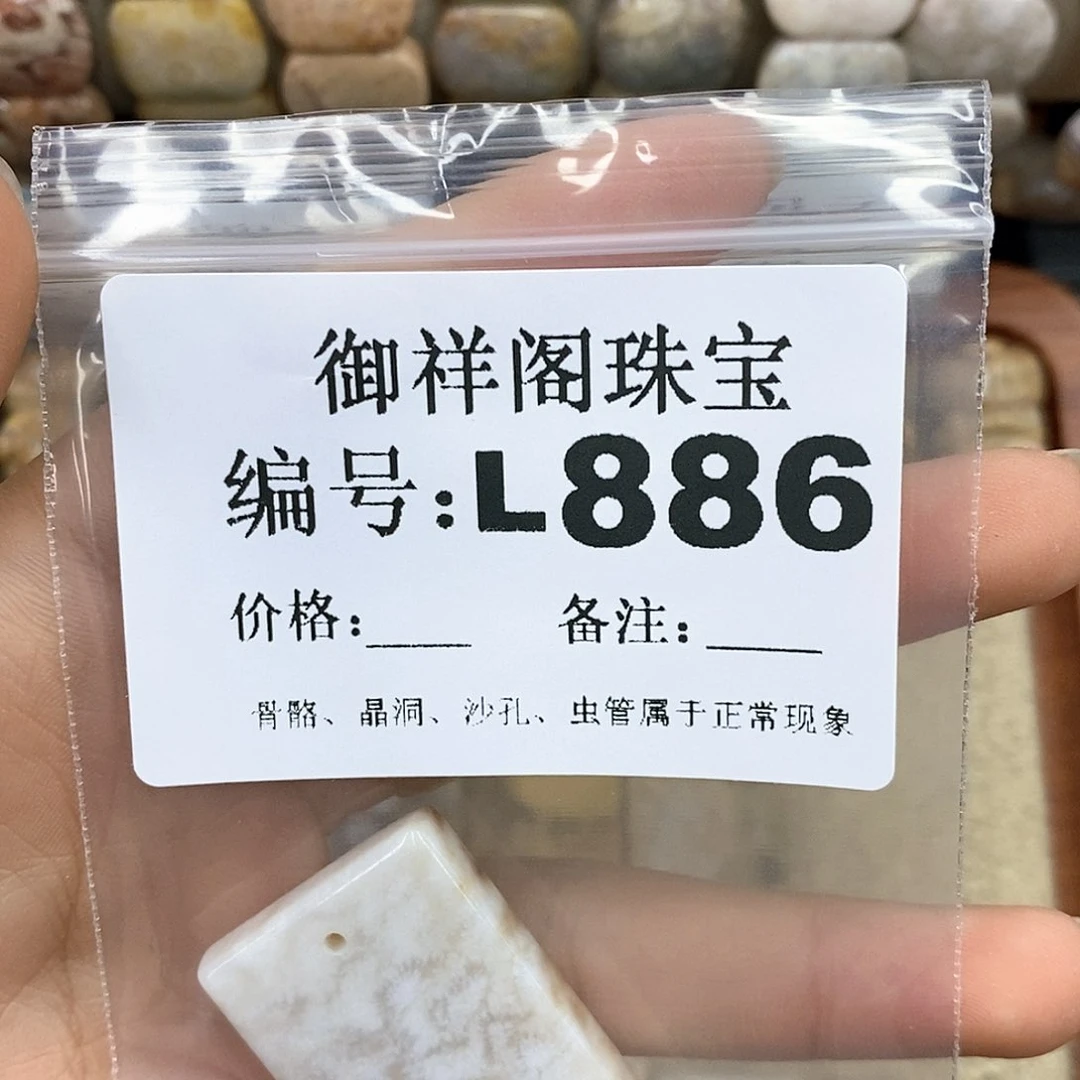 御祥阁珠宝
编号:L886
价格:____ 备注:____
骨骼、晶洞、沙孔、虫管属于正常现象